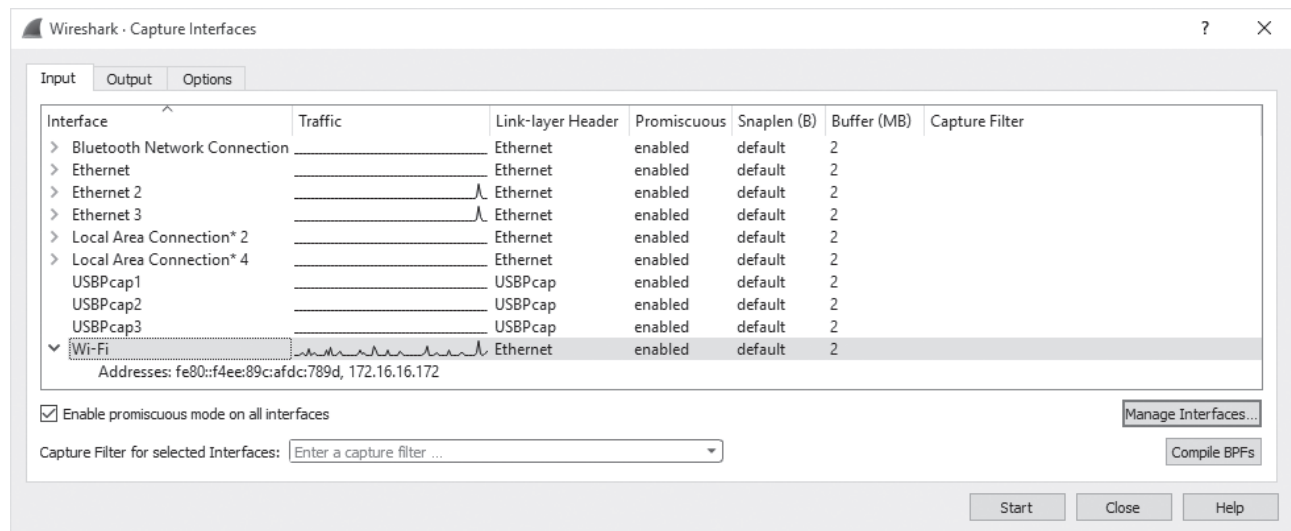 Wireshark · Capture Interfaces ? ×
Input Output Options
Interface Traffic Link-layer Header Promiscuous Snaplen (B) Buffer (MB) Capture Filter
Bluetooth Network Connection Ethernet enabled default 2
Ethernet Ethernet enabled default 2
Ethernet 2 Ethernet enabled default 2
Ethernet 3 Ethernet enabled default 2
Local Area Connection* 2 Ethernet enabled default 2
Local Area Connection* 4 Ethernet enabled default 2
USBPcap1 USBPcap enabled default 2
USBPcap2 USBPcap enabled default 2
USBPcap3 USBPcap enabled default 2
Wi-Fi Ethernet enabled default 2
Addresses: fe80::f4ee:89c:afdc:789d, 172.16.16.172
Enable promiscuous mode on all interfaces Manage Interfaces...
Capture Filter for selected Interfaces: Enter a capture filter ... Compile BPFs
Start Close Help